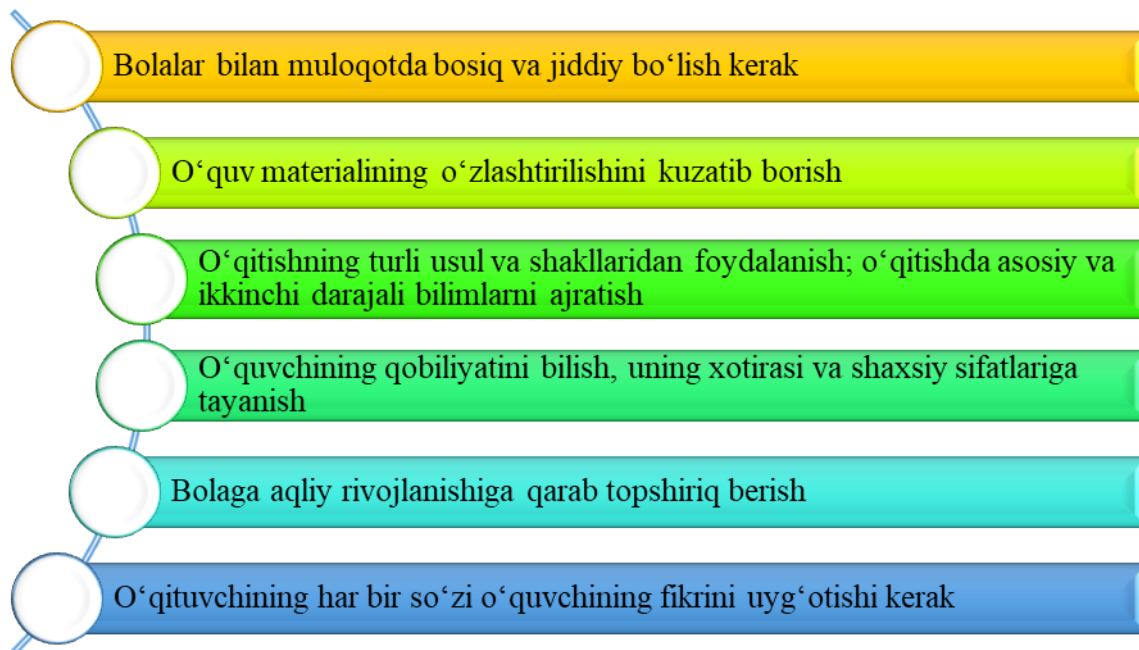 Bolalar bilan muloqotda bosiq va jiddiy bo‘lish kerak
O‘quv materialining o‘zlashtirilishini kuzatib borish
O‘qitishning turli usul va shakllaridan foydalanish; o‘qitishda asosiy va
ikkinchi darajali bilimlarni ajratish
O‘quvchining qobiliyatini bilish, uning xotirasi va shaxsiy sifatlariga
tayanish
Bolaga aqliy rivojlanishiga qarab topshiriq berish
O‘qituvchining har bir so‘zi o‘quvchining fikrini uyg‘otishi kerak